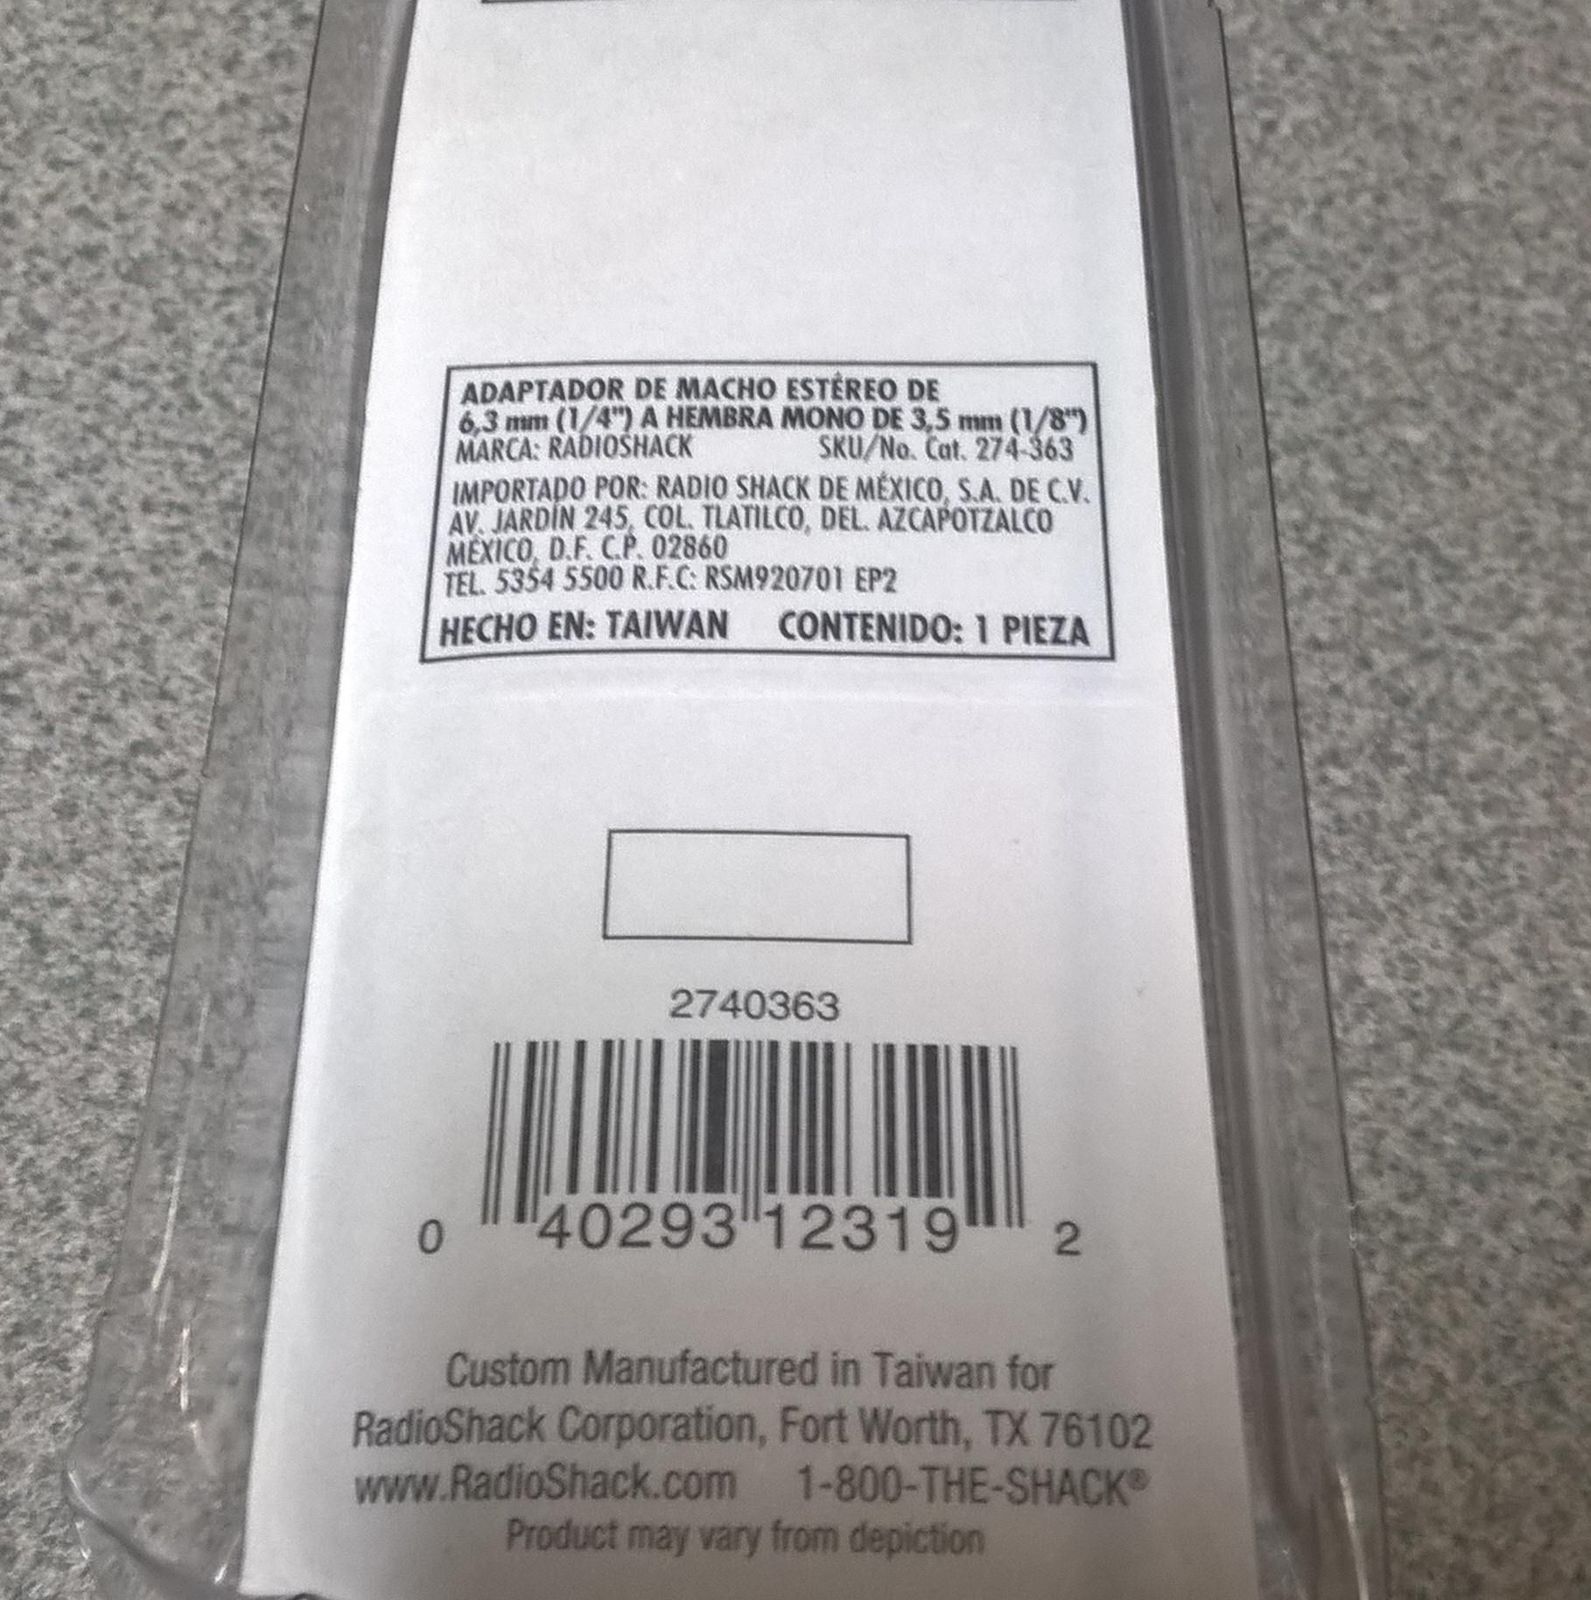 ADAPTADOR DE MACHO ESTÉREO DE
6,3 mm (1/4") A HEMBRA MONO DE 3,5 mm (1/8")
MARCA: RADIOSHACK SKU/No. Cat. 274-363
IMPORTADO POR: RADIO SHACK DE MÉXICO, S.A. DE C.V.
AV. JARDÍN 245, COL. TLATILCO, DEL. AZCAPOTZALCO
MÉXICO, D.F. C.P. 02860
TEL. 5354 5500 R.F.C: RSM920701 EP2
HECHO EN: TAIWAN CONTENIDO: 1 PIEZA
2740363
0 40293 12319 2
Custom Manufactured in Taiwan for
RadioShack Corporation, Fort Worth, TX 76102
www.RadioShack.com 1-800-THE-SHACK®
Product may vary from depiction